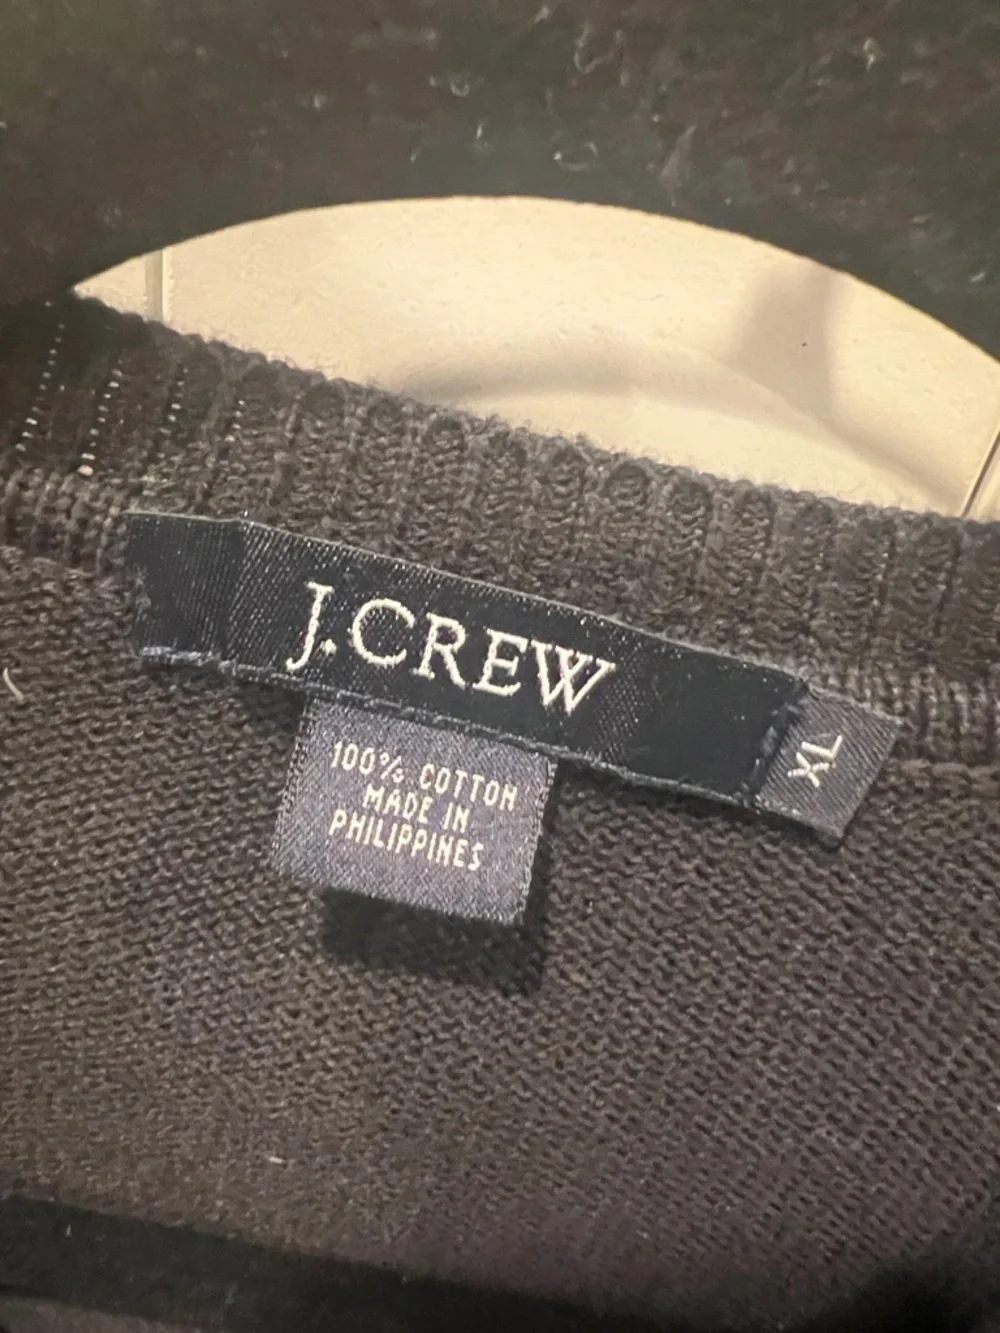 J.CREW
XL
100% COTTON
MADE IN
PHILIPPINES